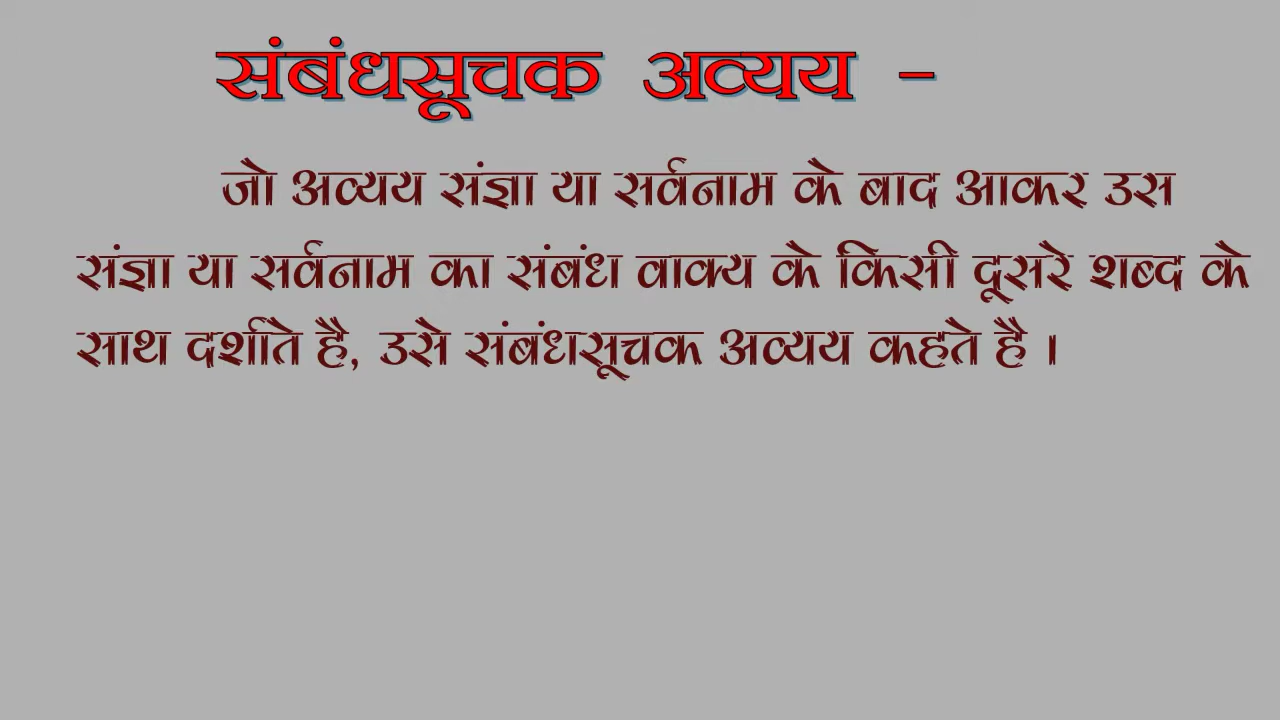 संबंधसूचक अव्यय -
जो अव्यय संज्ञा या सर्वनाम के बाद आकर उस
संज्ञा या सर्वनाम का संबंध वाक्य के किसी दूसरे शब्द के
साथ दर्शाते है, उसे संबंधसूचक अव्यय कहते है ।